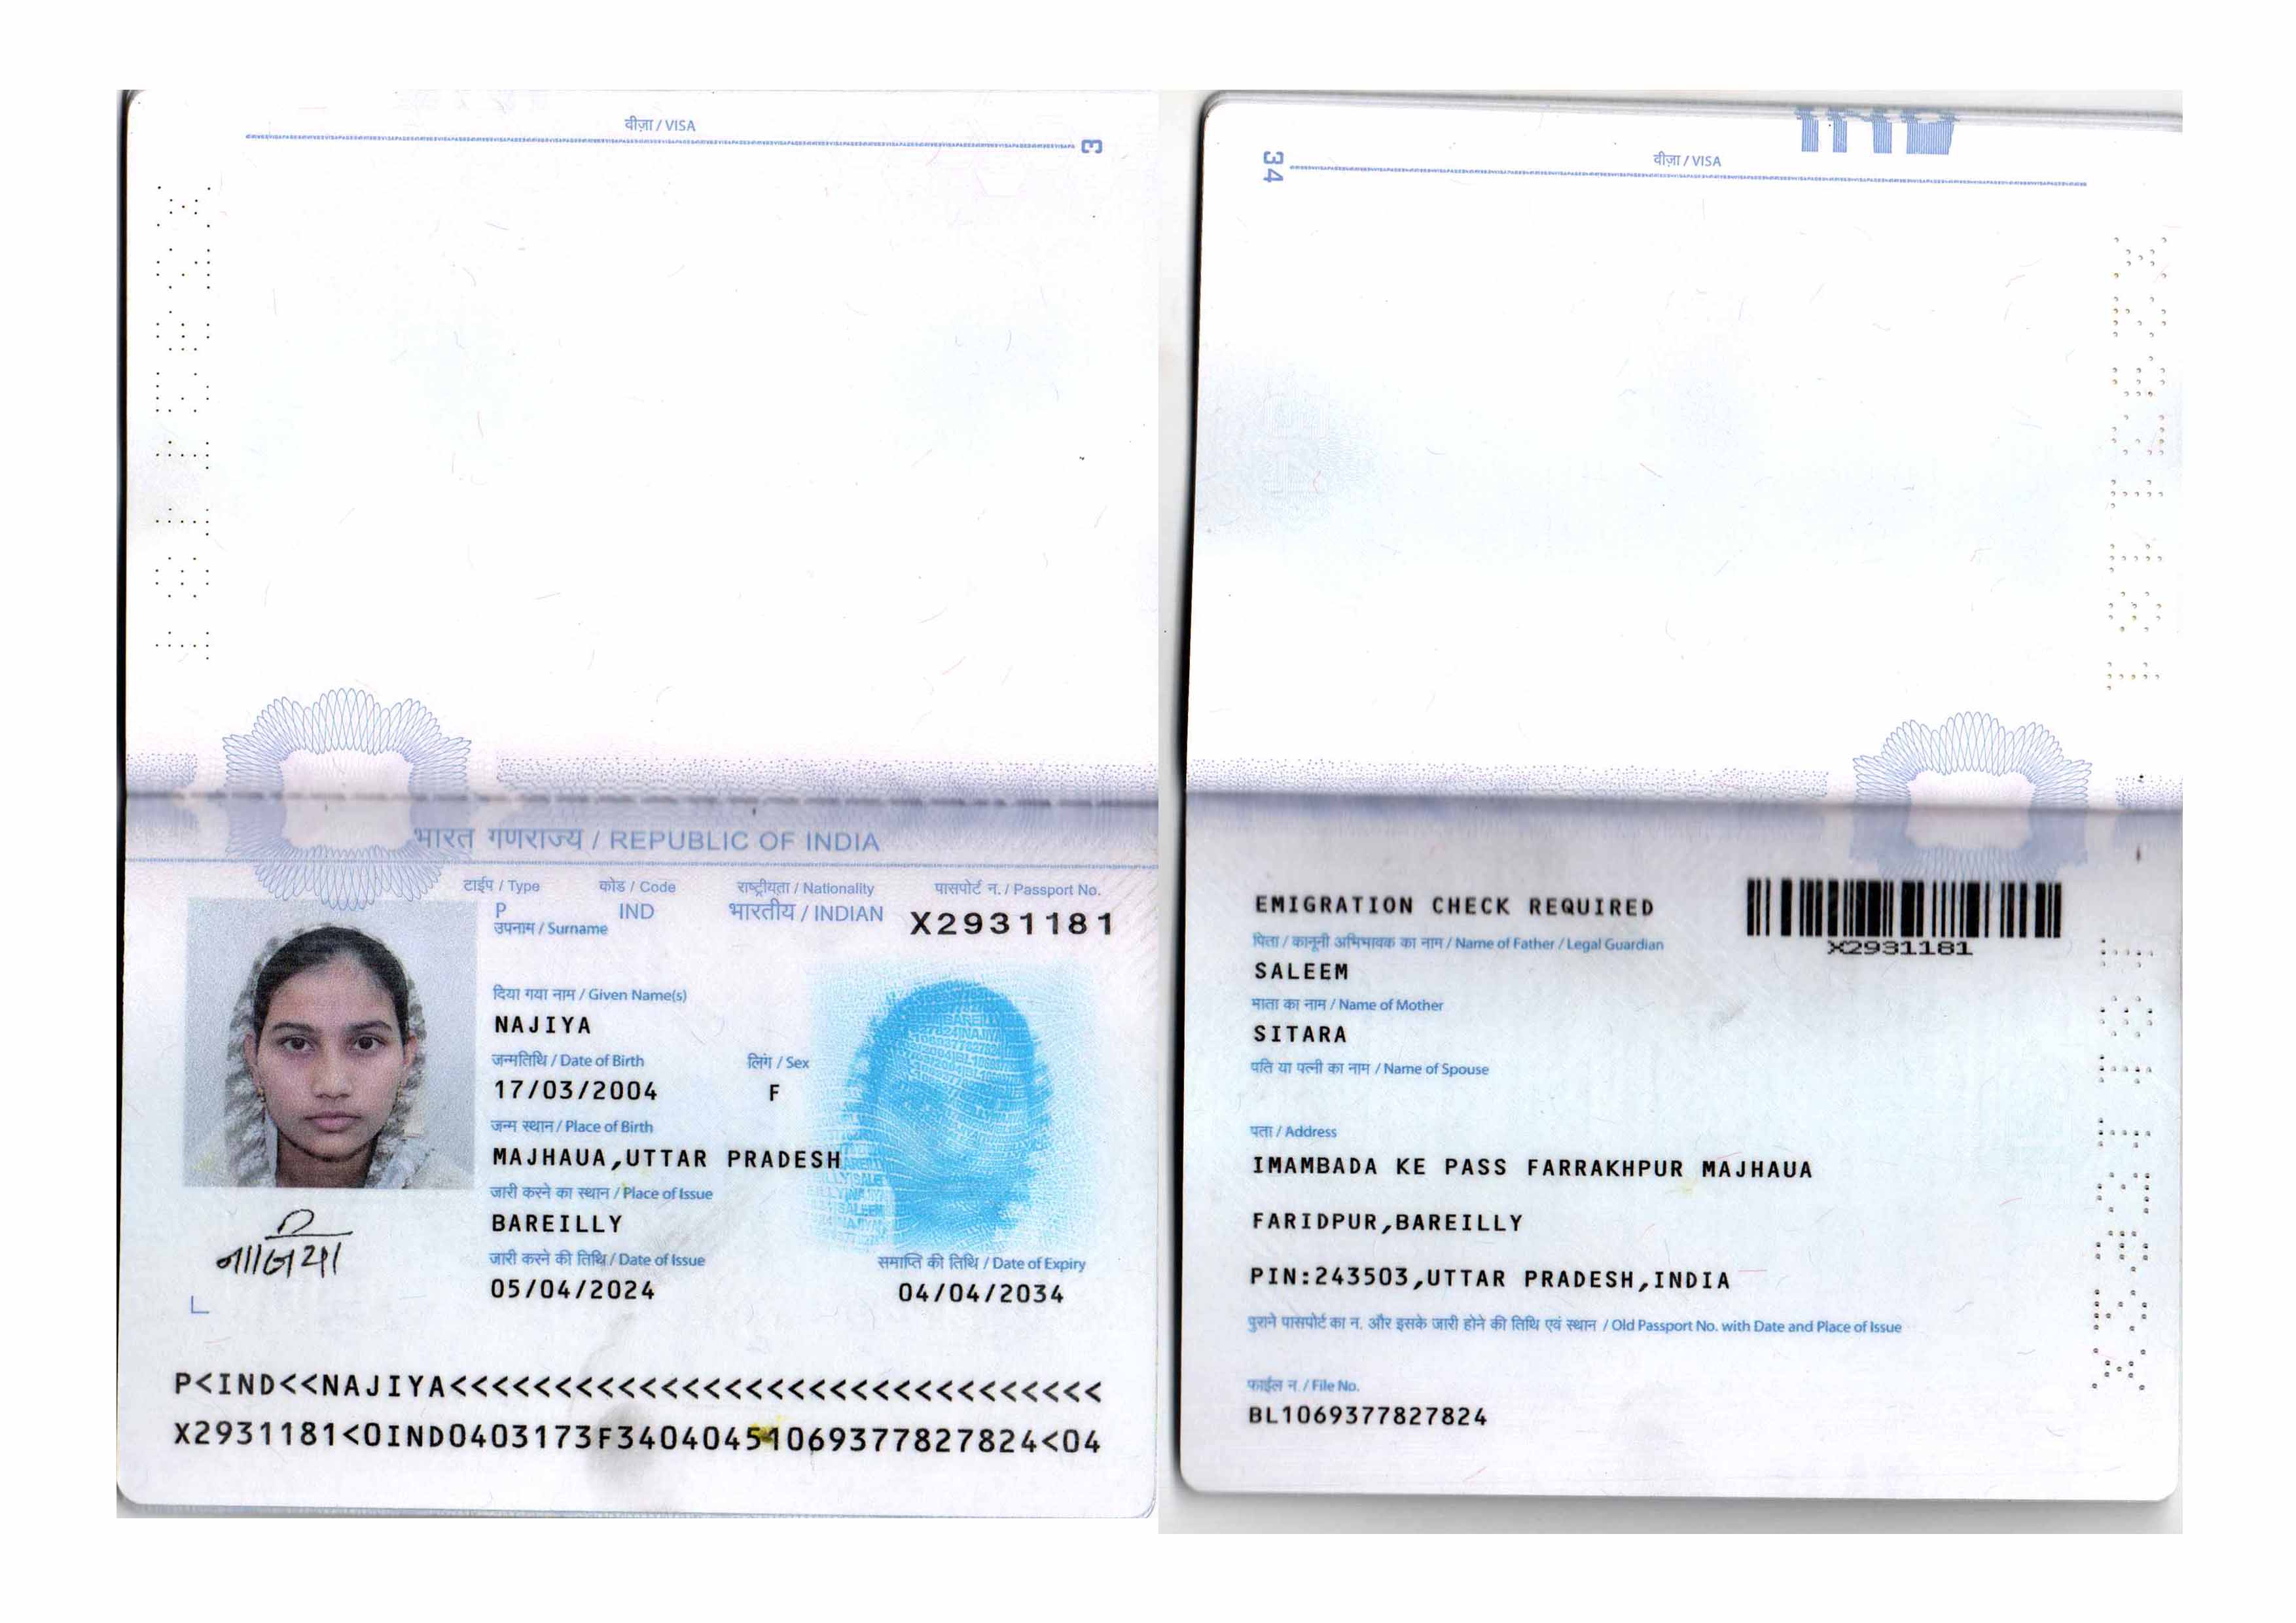 वीज़ा / VISA
3
भारत गणराज्य / REPUBLIC OF INDIA
टाईप / Type कोड / Code राष्ट्रीयता / Nationality पासपोर्ट न. / Passport No.
P IND भारतीय / INDIAN X2931181
उपनाम / Surname
दिया गया नाम / Given Name(s)
NAJIYA
जन्मतिथि / Date of Birth लिंग / Sex
17/03/2004 F
जन्म स्थान / Place of Birth
MAJHAUA,UTTAR PRADESH
जारी करने का स्थान / Place of Issue
BAREILLY
जारी करने की तिथि / Date of Issue समाप्ति की तिथि / Date of Expiry
05/04/2024 04/04/2034
नाजिया
P<IND<<NAJIYA<<<<<<<<<<<<<<<<<<<<<<<<<<<<<<<
X2931181<0IND0403173F34040451069377827824<04
34
वीज़ा / VISA
EMIGRATION CHECK REQUIRED
X2931181
पिता / कानूनी अभिभावक का नाम / Name of Father / Legal Guardian
SALEEM
माता का नाम / Name of Mother
SITARA
पति या पत्नी का नाम / Name of Spouse
पता / Address
IMAMBADA KE PASS FARRAKHPUR MAJHAUA
FARIDPUR,BAREILLY
PIN:243503,UTTAR PRADESH,INDIA
पुराने पासपोर्ट का न. और इसके जारी होने की तिथि एवं स्थान / Old Passport No. with Date and Place of Issue
फाईल न. / File No.
BL1069377827824